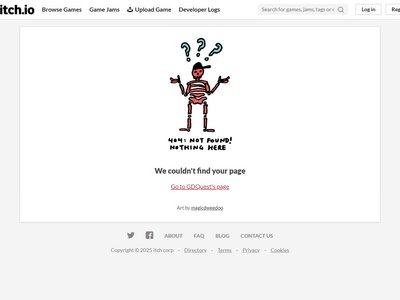 itch.io Browse Games Game Jams Upload Game Developer Logs Search for games, jams, tags or Log in
???
404: NOT FOUND!
NOTHING HERE
We couldn't find your page
Go to GDQuest's page
Art by magicdweedoo
ABOUT FAQ BLOG CONTACT US
Copyright © 2025 itch corp · Directory · Terms · Privacy · Cookies